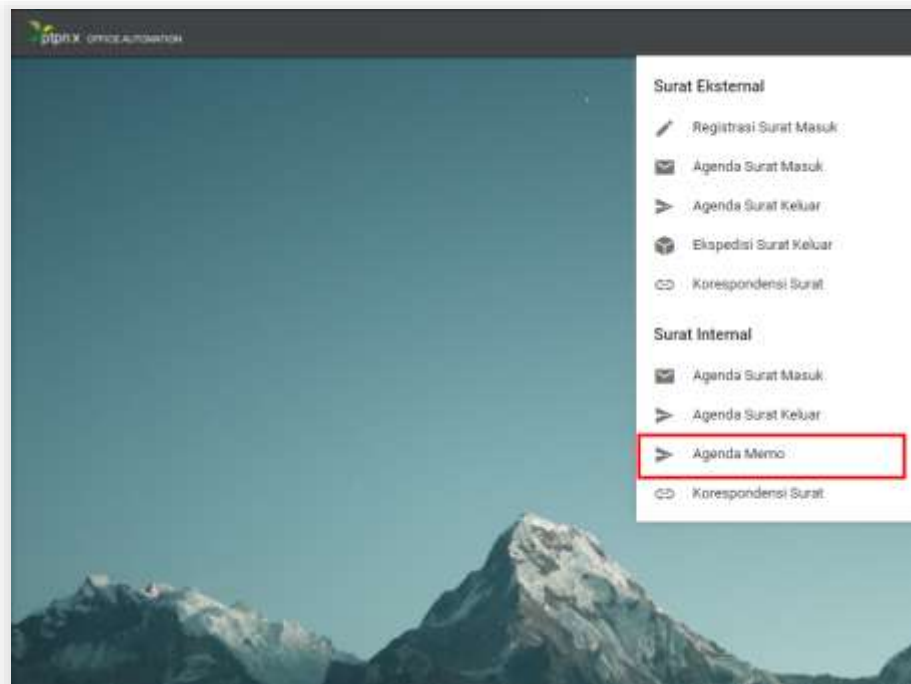 ptpn x OFFICE AUTOMATION
Surat Eksternal
Registrasi Surat Masuk
Agenda Surat Masuk
Agenda Surat Keluar
Ekspedisi Surat Keluar
Korespondensi Surat
Surat Internal
Agenda Surat Masuk
Agenda Surat Keluar
Agenda Memo
Korespondensi Surat